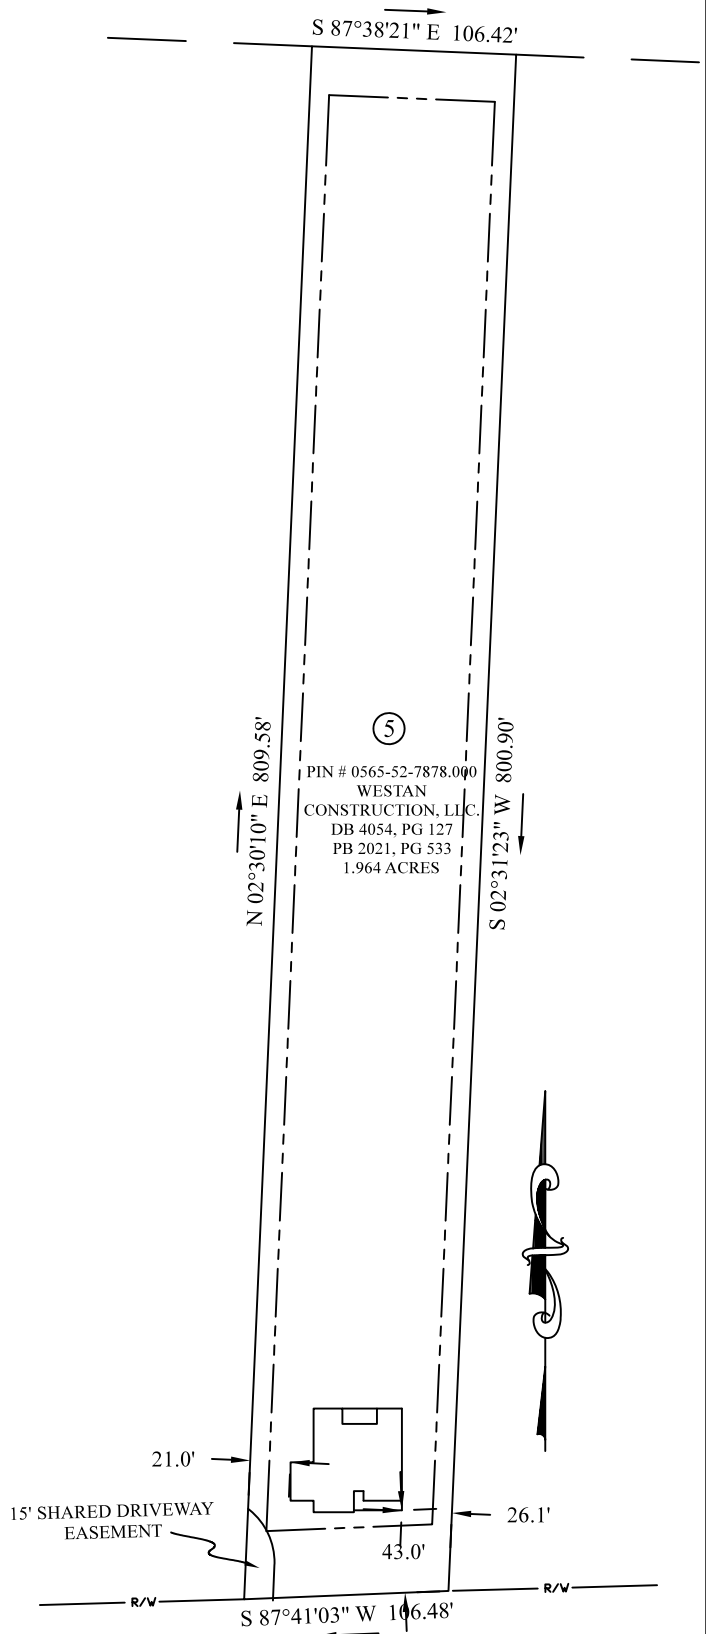 S 87°38'21" E 106.42'
5
N 02°30'10" E 809.58'
S 02°31'23" W 800.90'
PIN # 0565-52-7878.000
WESTAN
CONSTRUCTION, LLC.
DB 4054, PG 127
PB 2021, PG 533
1.964 ACRES
21.0'
15' SHARED DRIVEWAY
EASEMENT
26.1'
43.0'
R/W
R/W
S 87°41'03" W 106.48'